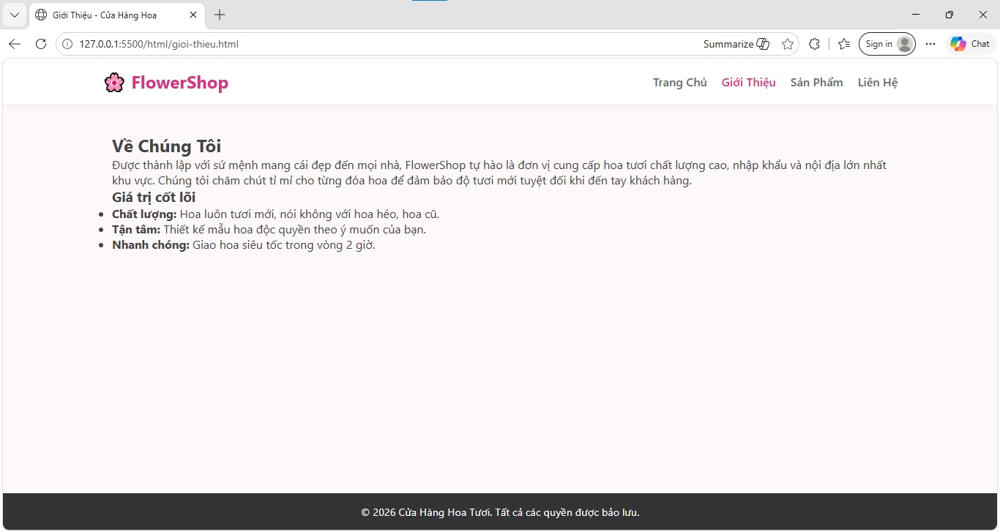 Giới Thiệu - Cửa Hàng Hoa
127.0.0.1:5500/html/gioi-thieu.html
Summarize
Sign in
Chat
FlowerShop
Trang Chủ Giới Thiệu Sản Phẩm Liên Hệ
Về Chúng Tôi
Được thành lập với sứ mệnh mang cái đẹp đến mọi nhà, FlowerShop tự hào là đơn vị cung cấp hoa tươi chất lượng cao, nhập khẩu và nội địa lớn nhất
khu vực. Chúng tôi chăm chút tỉ mỉ cho từng đóa hoa để đảm bảo độ tươi mới tuyệt đối khi đến tay khách hàng.
Giá trị cốt lõi
• Chất lượng: Hoa luôn tươi mới, nói không với hoa héo, hoa cũ.
• Tận tâm: Thiết kế mẫu hoa độc quyền theo ý muốn của bạn.
• Nhanh chóng: Giao hoa siêu tốc trong vòng 2 giờ.
© 2026 Cửa Hàng Hoa Tươi. Tất cả các quyền được bảo lưu.